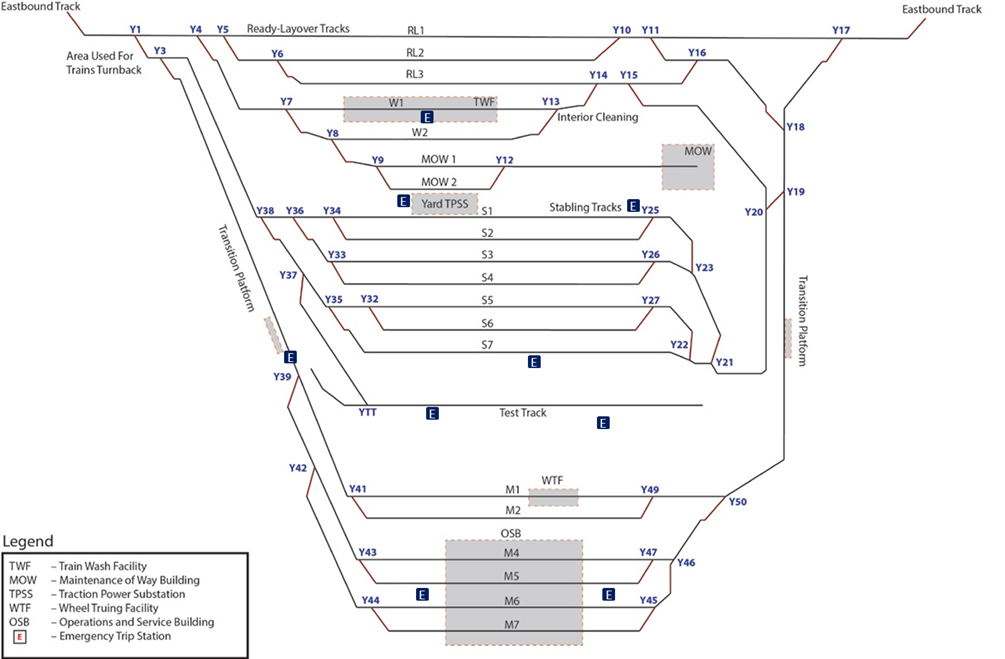 Eastbound Track
Eastbound Track
Y1
Y4
Y5
Ready-Layover Tracks
RL1
Y10
Y11
Y17
Area Used For
Trains Turnback
Y3
Y6
RL2
Y16
RL3
Y14
Y15
Y7
W1
TWF
Y13
E
Interior Cleaning
Y18
Y8
W2
Y9
MOW 1
Y12
MOW
MOW 2
Y19
E
Yard TPSS
Stabling Tracks
E
Y20
Y38
Y36
Y34
S1
Y25
S2
Transition Platform
Y33
S3
Y26
Y23
Y37
S4
Transition Platform
Y35
Y32
S5
Y27
S6
S7
Y22
Y21
E
E
Y39
YTT
E
Test Track
E
Y42
Y41
M1
WTF
Y49
Y50
M2
OSB
Y43
M4
Y47
Y46
M5
E
E
Y44
M6
Y45
M7
Legend
TWF – Train Wash Facility
MOW – Maintenance of Way Building
TPSS – Traction Power Substation
WTF – Wheel Truing Facility
OSB – Operations and Service Building
E – Emergency Trip Station